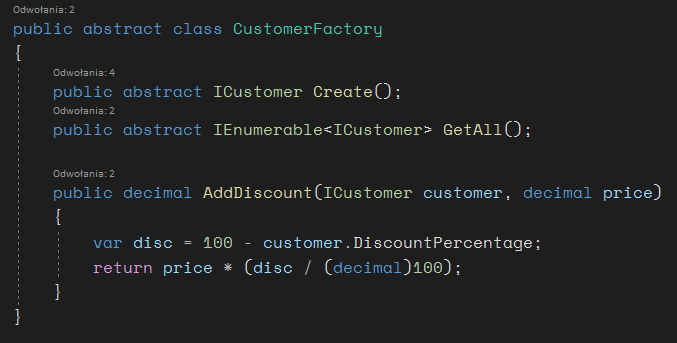 Odwołania: 2
public abstract class CustomerFactory
{
Odwołania: 4
public abstract ICustomer Create();
Odwołania: 2
public abstract IEnumerable<ICustomer> GetAll();
Odwołania: 2
public decimal AddDiscount(ICustomer customer, decimal price)
{
var disc = 100 - customer.DiscountPercentage;
return price * (disc / (decimal)100);
}
}